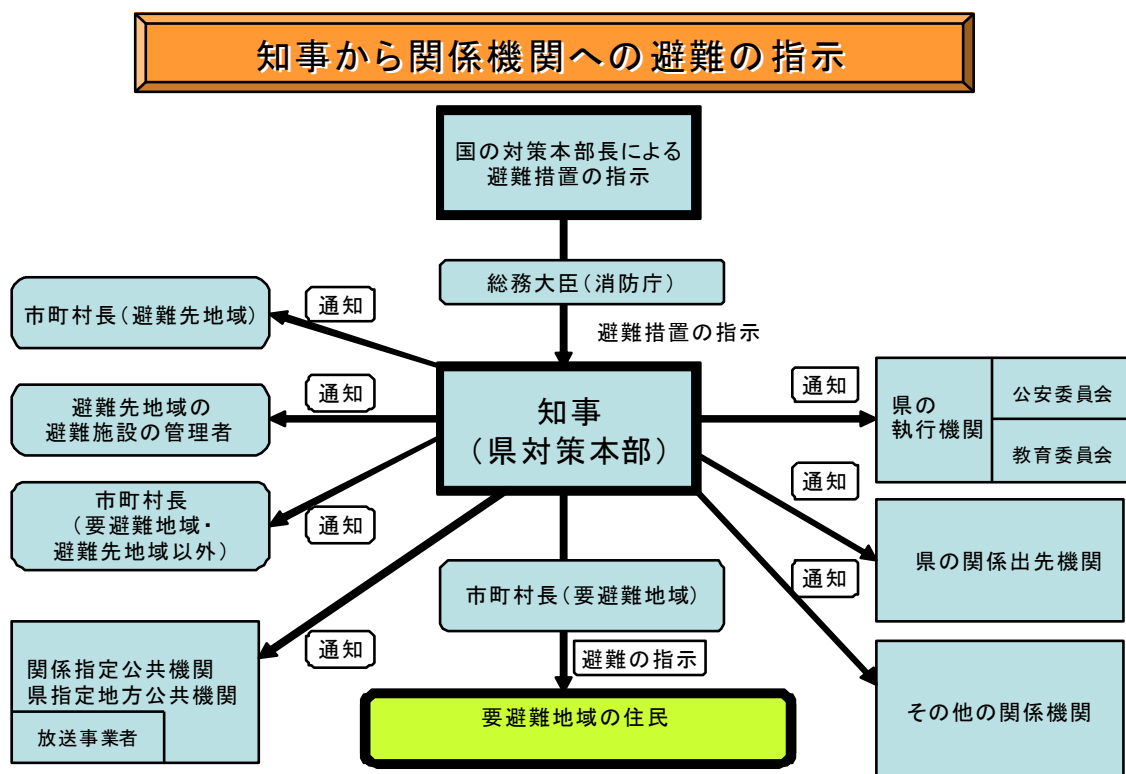 知事から関係機関への避難の指示
国の対策本部長による
避難措置の指示
総務大臣(消防庁)
避難措置の指示
市町村長(避難先地域)
通知
避難先地域の
避難施設の管理者
通知
市町村長
(要避難地域・
避難先地域以外)
通知
関係指定公共機関
県指定地方公共機関
放送事業者
通知
知事
(県対策本部)
市町村長(要避難地域)
避難の指示
要避難地域の住民
通知
県の
執行機関
公安委員会
教育委員会
通知
県の関係出先機関
通知
その他の関係機関